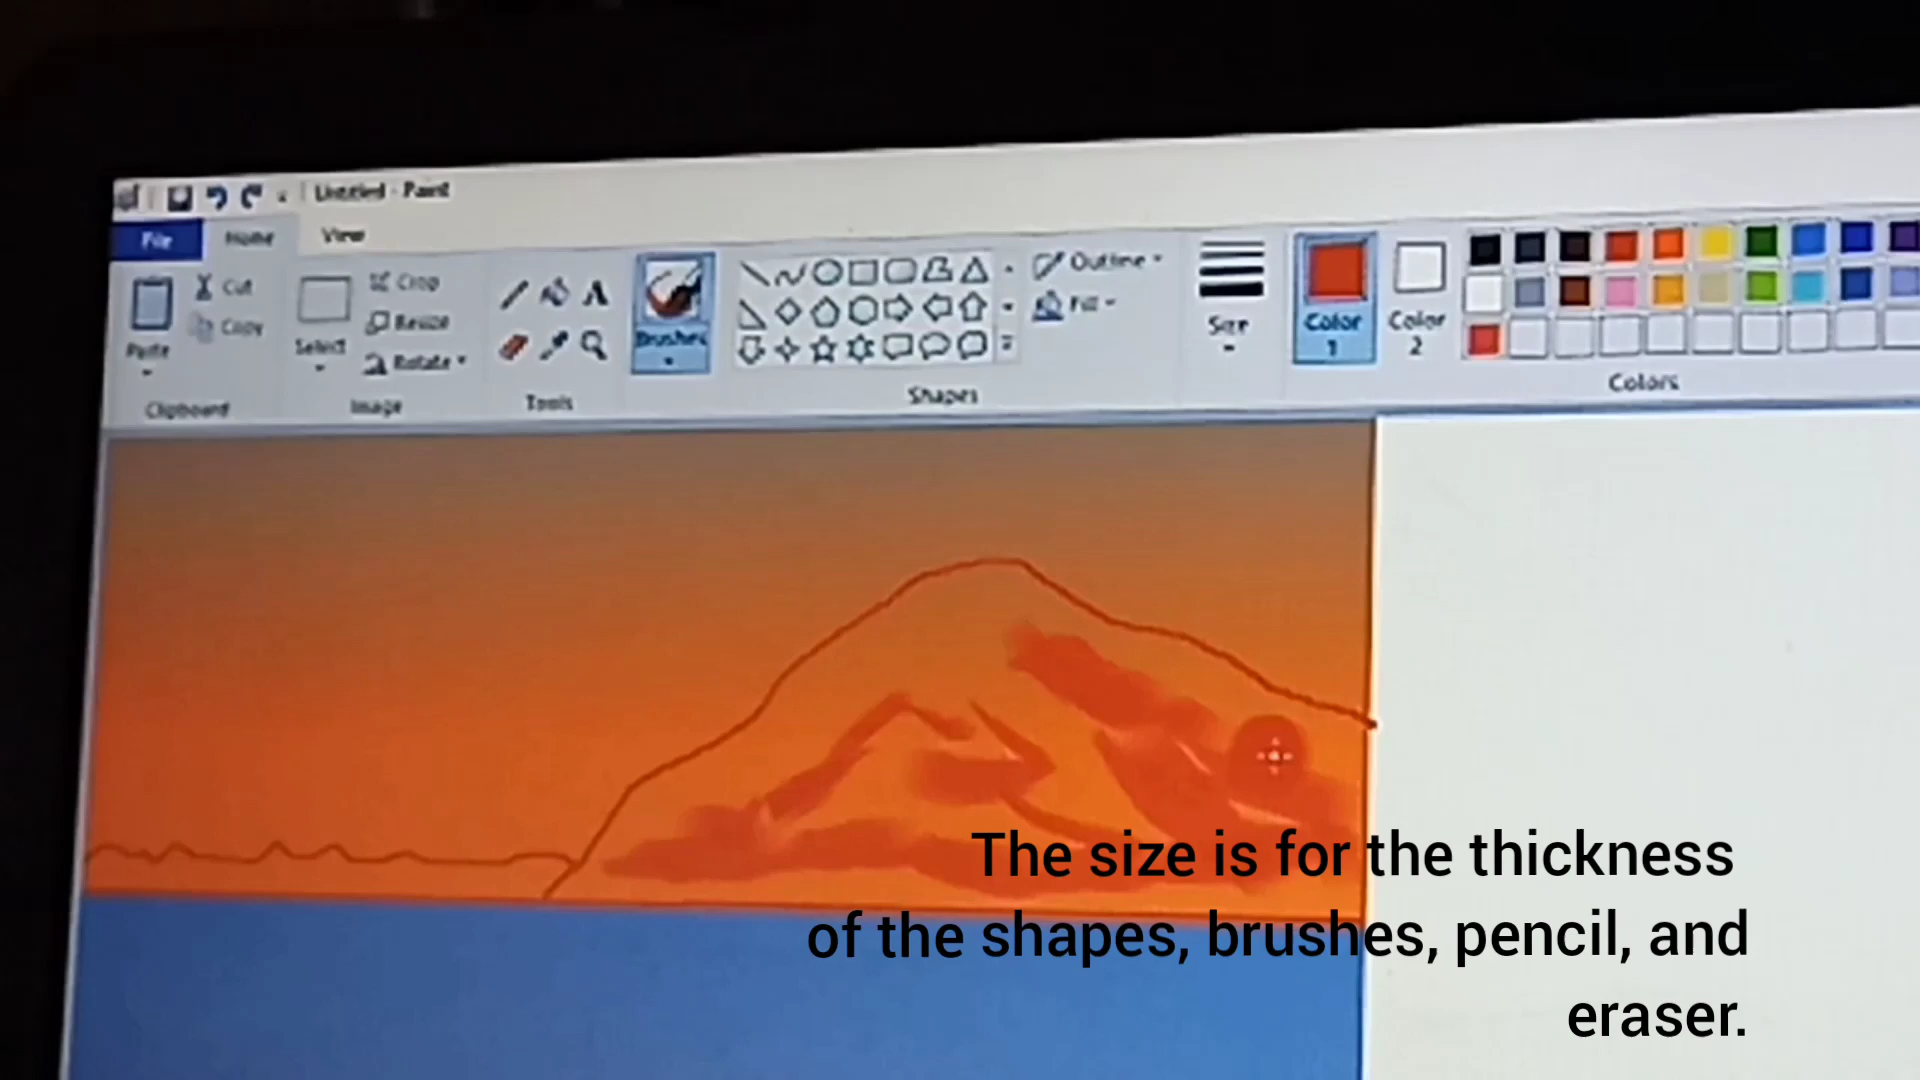 Untitled - Paint
File Home View
Cut
Copy
Paste
Clipboard
Crop
Resize
Rotate
Select
Image
A
Tools
Brushes
Shapes
Outline
Fill
Size
Color
1
Color
2
Colors
The size is for the thickness
of the shapes, brushes, pencil, and
eraser.